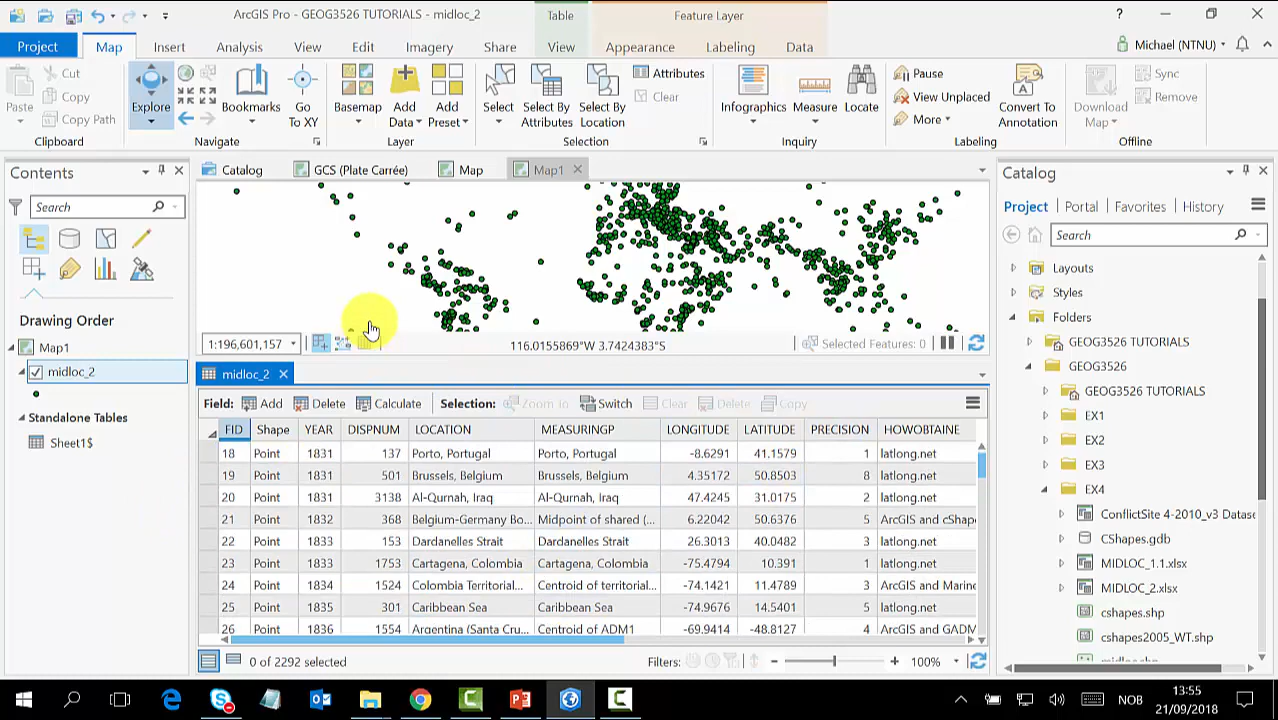 ArcGIS Pro - GEOG3526 TUTORIALS - midloc_2
Table
Feature Layer
?
Project
Map
Insert
Analysis
View
Edit
Imagery
Share
View
Appearance
Labeling
Data
Michael (NTNU)
Paste
Cut
Copy
Copy Path
Clipboard
Explore
Bookmarks
Go To XY
Navigate
Basemap
Add Data
Add Preset
Layer
Select
Select By Attributes
Select By Location
Attributes
Clear
Selection
Infographics
Measure
Locate
Inquiry
Pause
View Unplaced
More
Convert To Annotation
Labeling
Download Map
Sync
Remove
Offline
Contents
Search
Drawing Order
Map1
midloc_2
Standalone Tables
Sheet1$
Catalog
GCS (Plate Carrée)
Map
Map1
1:196,601,157
116.0155869°W 3.7424383°S
Selected Features: 0
midloc_2
Field: Add Delete Calculate Selection: Zoom In Switch Clear Delete Copy
FID Shape YEAR DISPNUM LOCATION MEASURINGP LONGITUDE LATITUDE PRECISION HOWOBTAINE
18 Point 1831 137 Porto, Portugal Porto, Portugal -8.6291 41.1579 1 latlong.net
19 Point 1831 501 Brussels, Belgium Brussels, Belgium 4.35172 50.8503 8 latlong.net
20 Point 1831 3138 Al-Qurnah, Iraq Al-Qurnah, Iraq 47.4245 31.0175 2 latlong.net
21 Point 1832 368 Belgium-Germany Bo... Midpoint of shared (... 6.22042 50.6376 5 ArcGIS and cShape
22 Point 1833 153 Dardanelles Strait Dardanelles Strait 26.3001 40.0482 3 latlong.net
23 Point 1833 1753 Cartagena, Colombia Cartagena, Colombia -75.4794 10.391 1 latlong.net
24 Point 1834 1524 Colombia Territorial... Centroid of territorial... -74.1421 11.4789 3 ArcGIS and Marine
25 Point 1835 301 Caribbean Sea Caribbean Sea -74.9676 14.5401 5 latlong.net
26 Point 1836 1554 Argentina (Santa Cru... Centroid of ADM1 -69.9414 -48.8127 4 ArcGIS and GADM
0 of 2292 selected
Filters:
- + 100%
Catalog
Project
Portal
Favorites
History
Search
Layouts
Styles
Folders
GEOG3526 TUTORIALS
GEOG3526
GEOG3526 TUTORIALS
EX1
EX2
EX3
EX4
ConflictSite 4-2010_v3 Datase
CShapes.gdb
MIDLOC_1.1.xlsx
MIDLOC_2.xlsx
cshapes.shp
cshapes2005_WT.shp
midloc.shp
NOB
13:55
21/09/2018